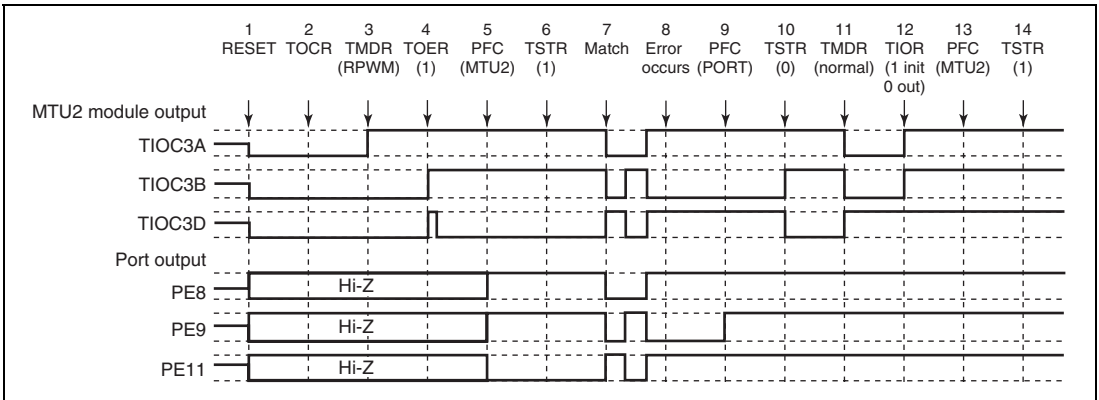 1 2 3 4 5 6 7 8 9 10 11 12 13 14
RESET TOCR TMDR TOER PFC TSTR Match Error PFC TSTR TMDR TIOR PFC TSTR
(RPWM) (1) (MTU2) (1) occurs (PORT) (0) (normal) (1 init (MTU2) (1)
0 out)
MTU2 module output
TIOC3A
TIOC3B
TIOC3D
Port output
PE8 Hi-Z
PE9 Hi-Z
PE11 Hi-Z